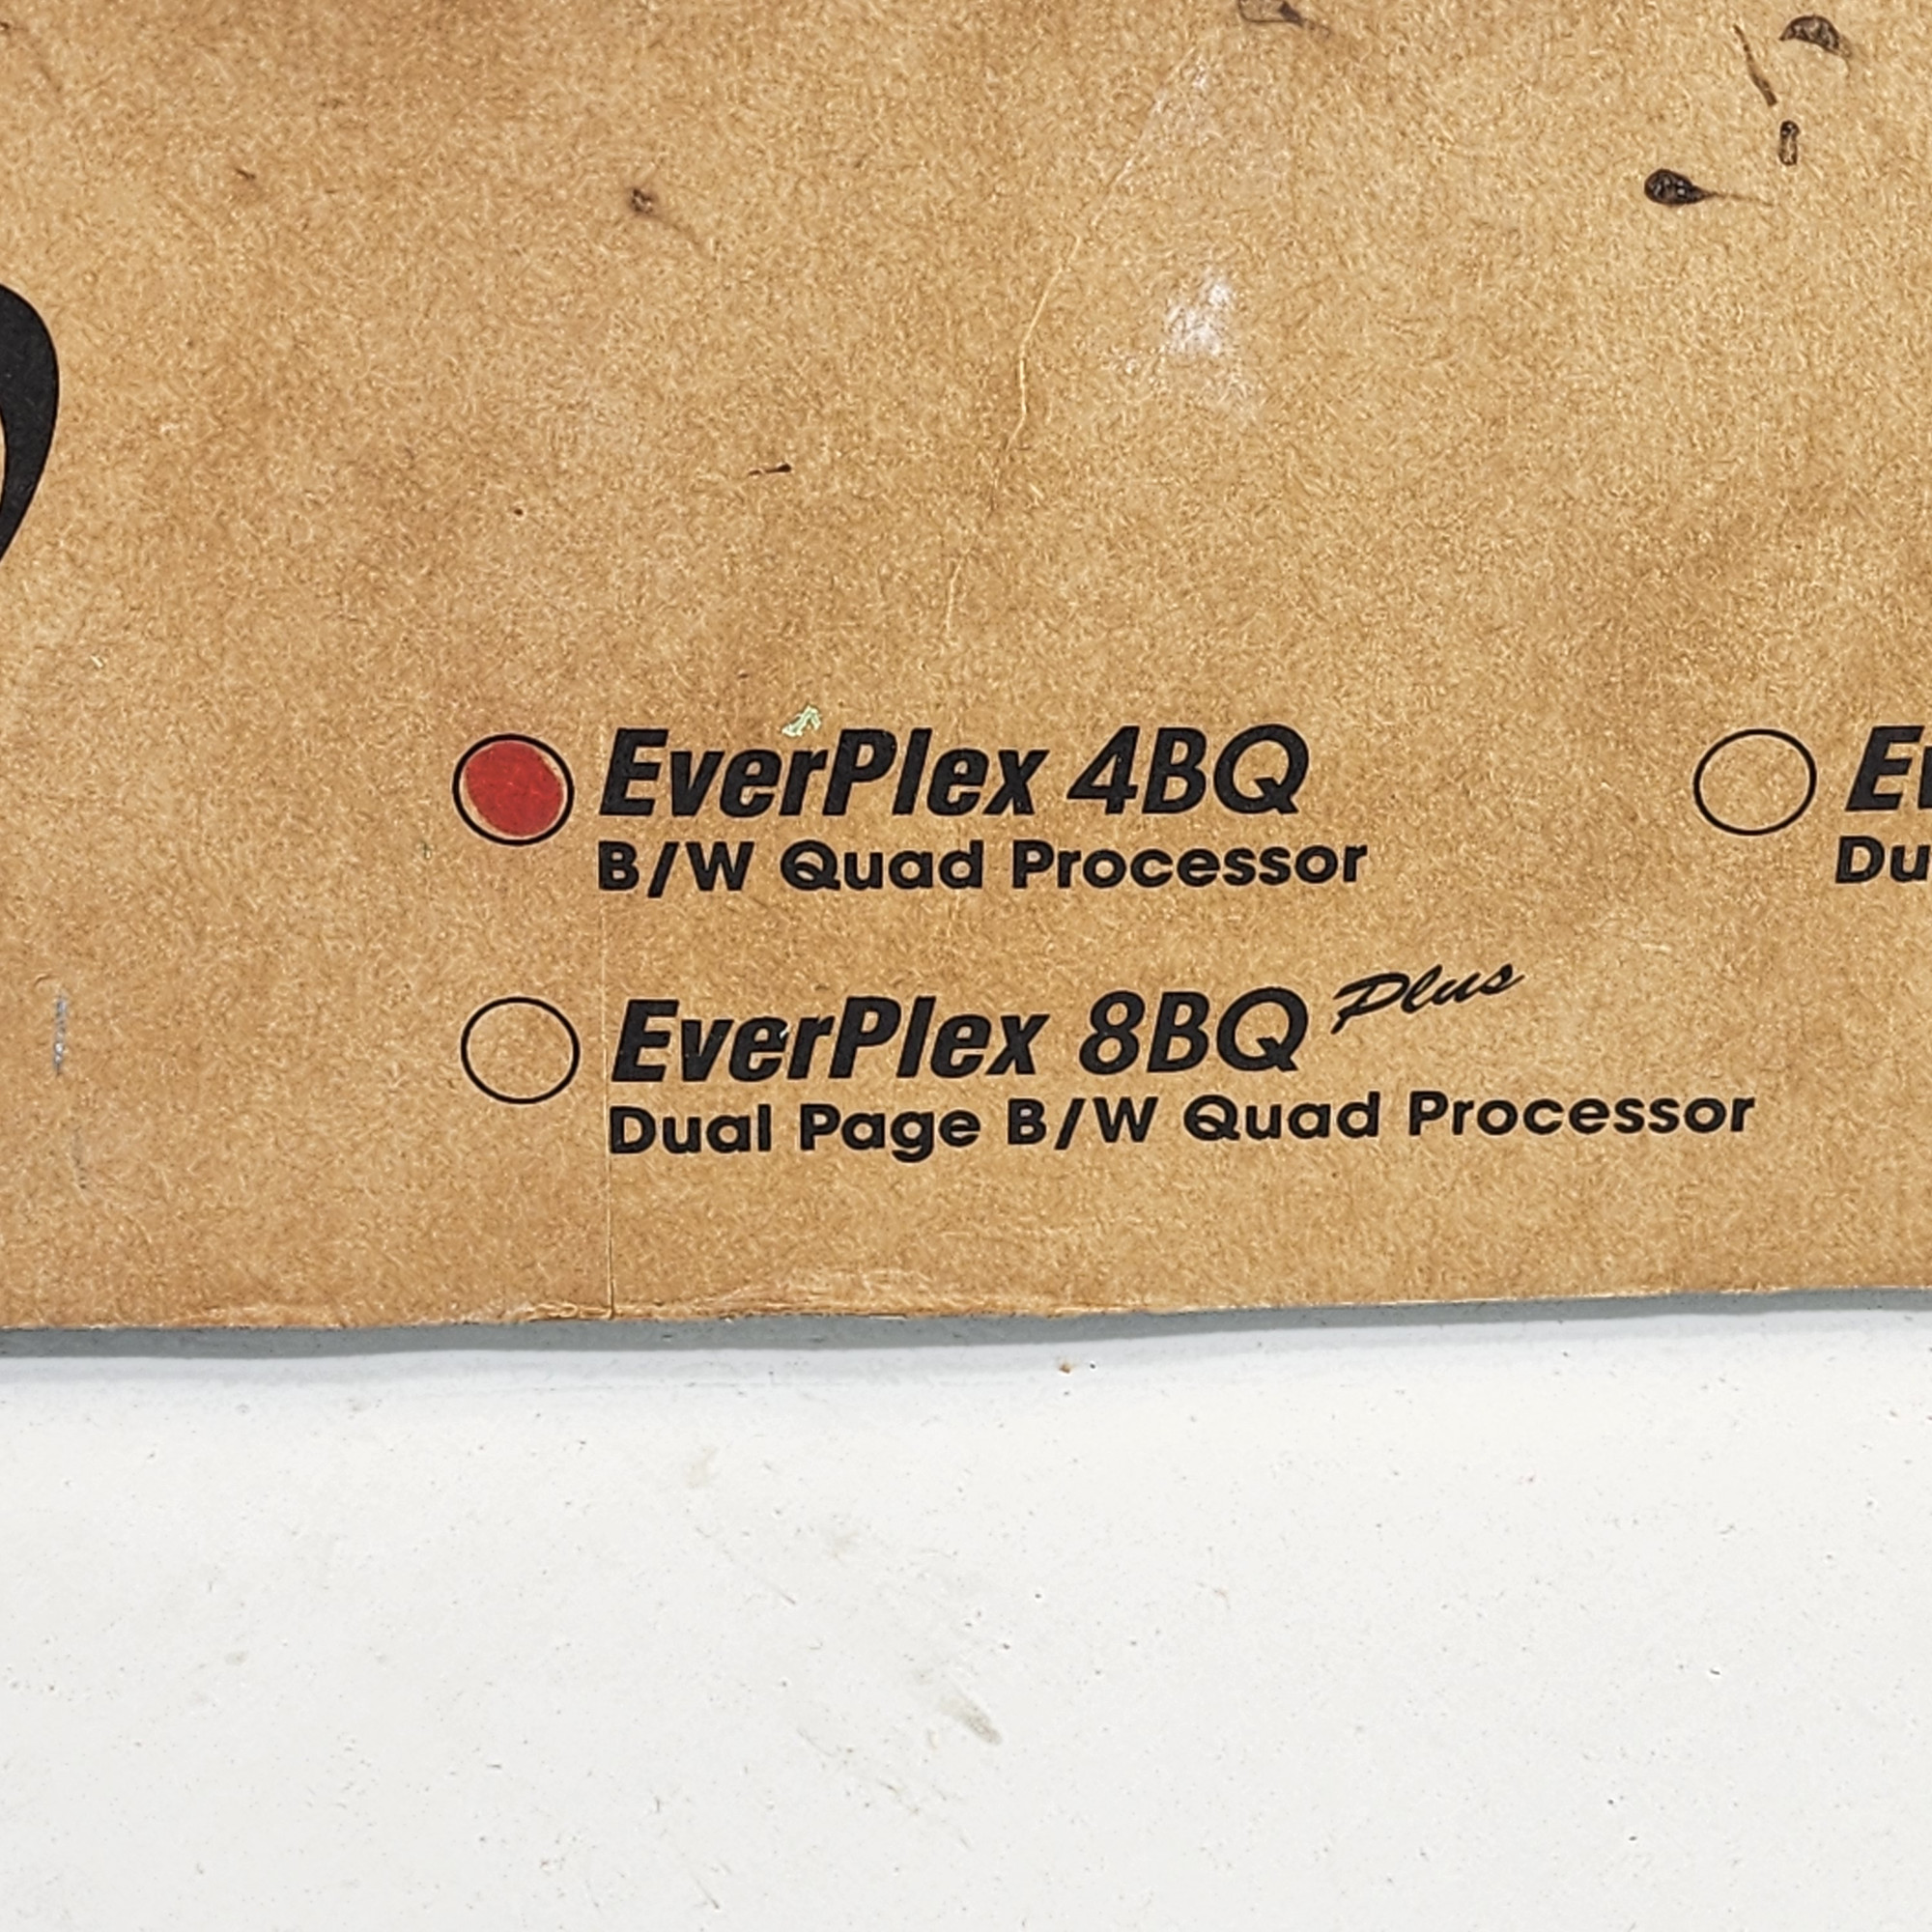 EverPlex 4BQ
B/W Quad Processor
EverPlex 8BQ Plus
Dual Page B/W Quad Processor